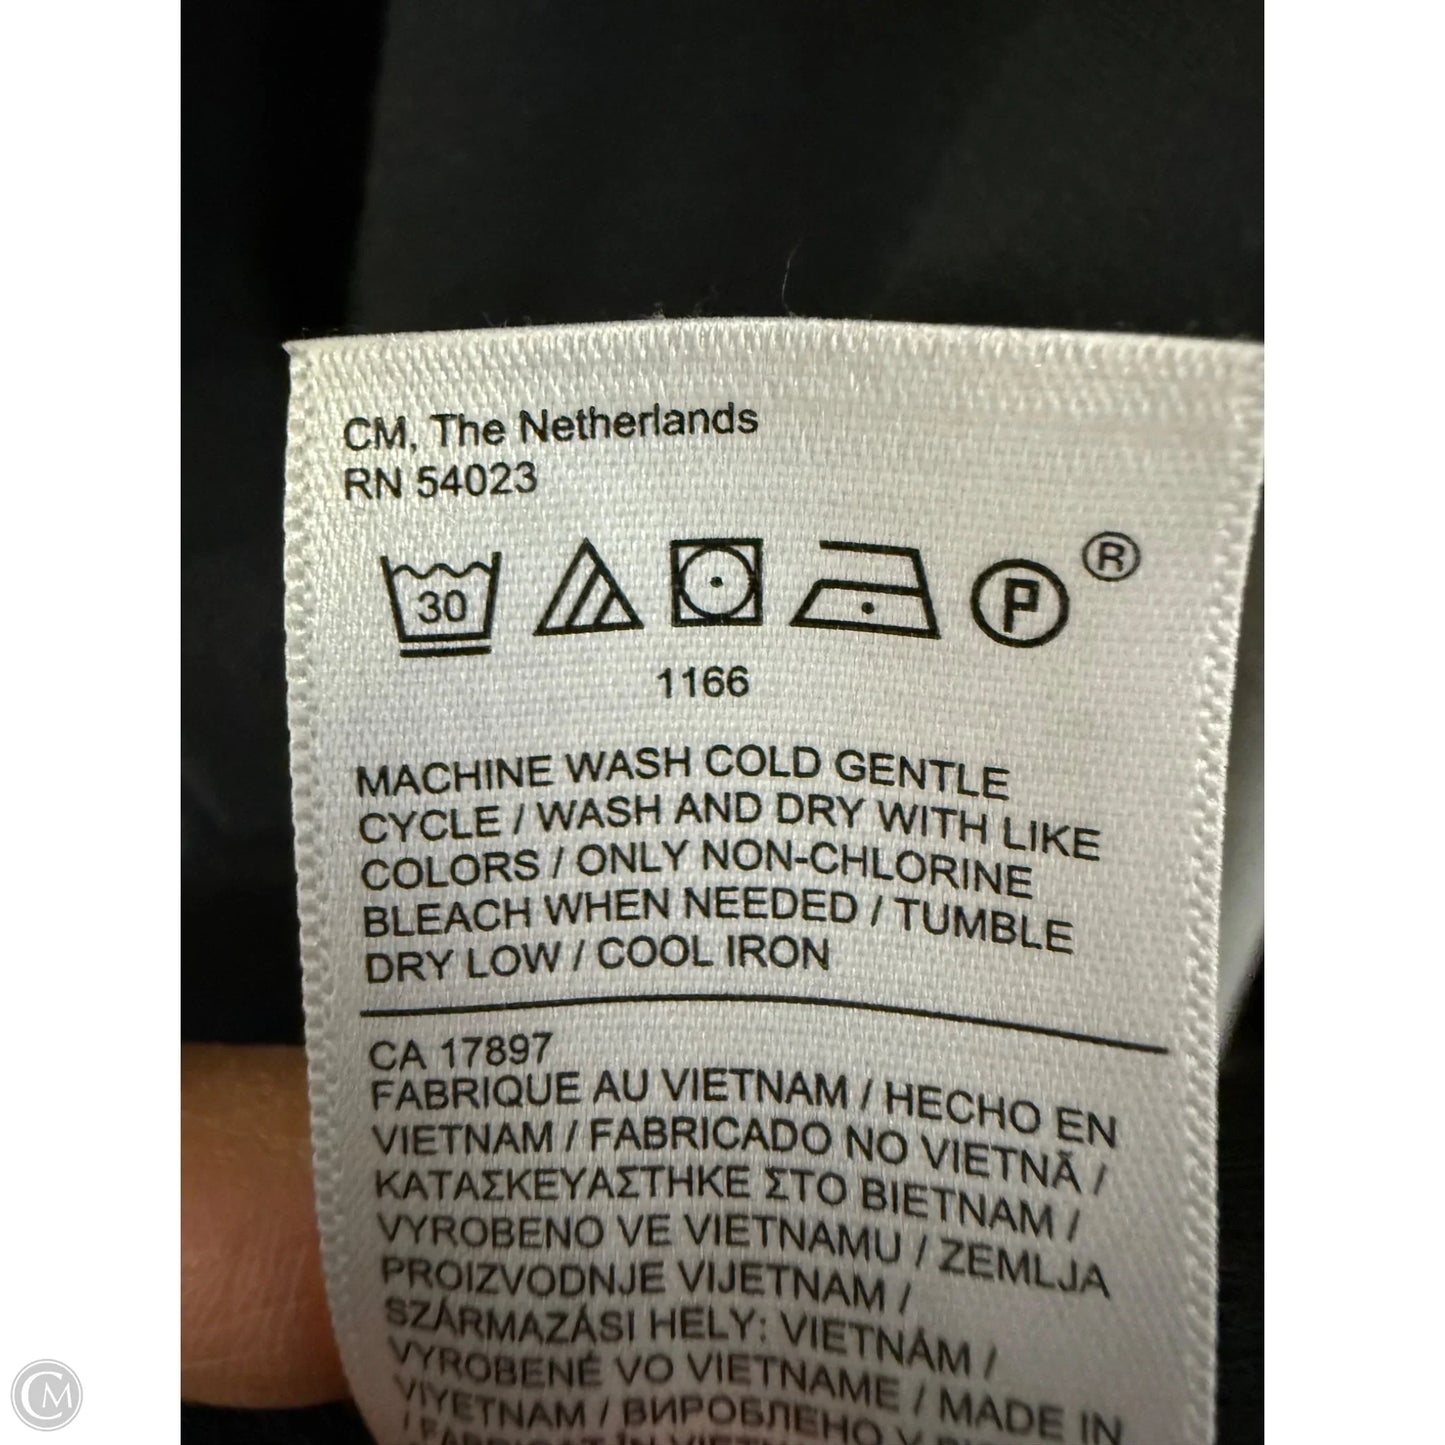 CM, The Netherlands
RN 54023
®
30
P
1166
MACHINE WASH COLD GENTLE
CYCLE / WASH AND DRY WITH LIKE
COLORS / ONLY NON-CHLORINE
BLEACH WHEN NEEDED / TUMBLE
DRY LOW / COOL IRON
CA 17897
FABRIQUE AU VIETNAM / HECHO EN
VIETNAM / FABRICADO NO VIETNÃ /
ΚΑΤΑΣΚΕΥΑΣΤΗΚΕ ΣΤΟ ΒΙΕΤΝΑΜ /
VYROBENO VE VIETNAMU / ZEMLJA
PROIZVODNJE VIJETNAM /
SZÁRMAZÁSI HELY: VIETNÁM /
VYROBENÉ VO VIETNAME / MADE IN
VIYETNAM / ВИРОБЛЕНО
CM